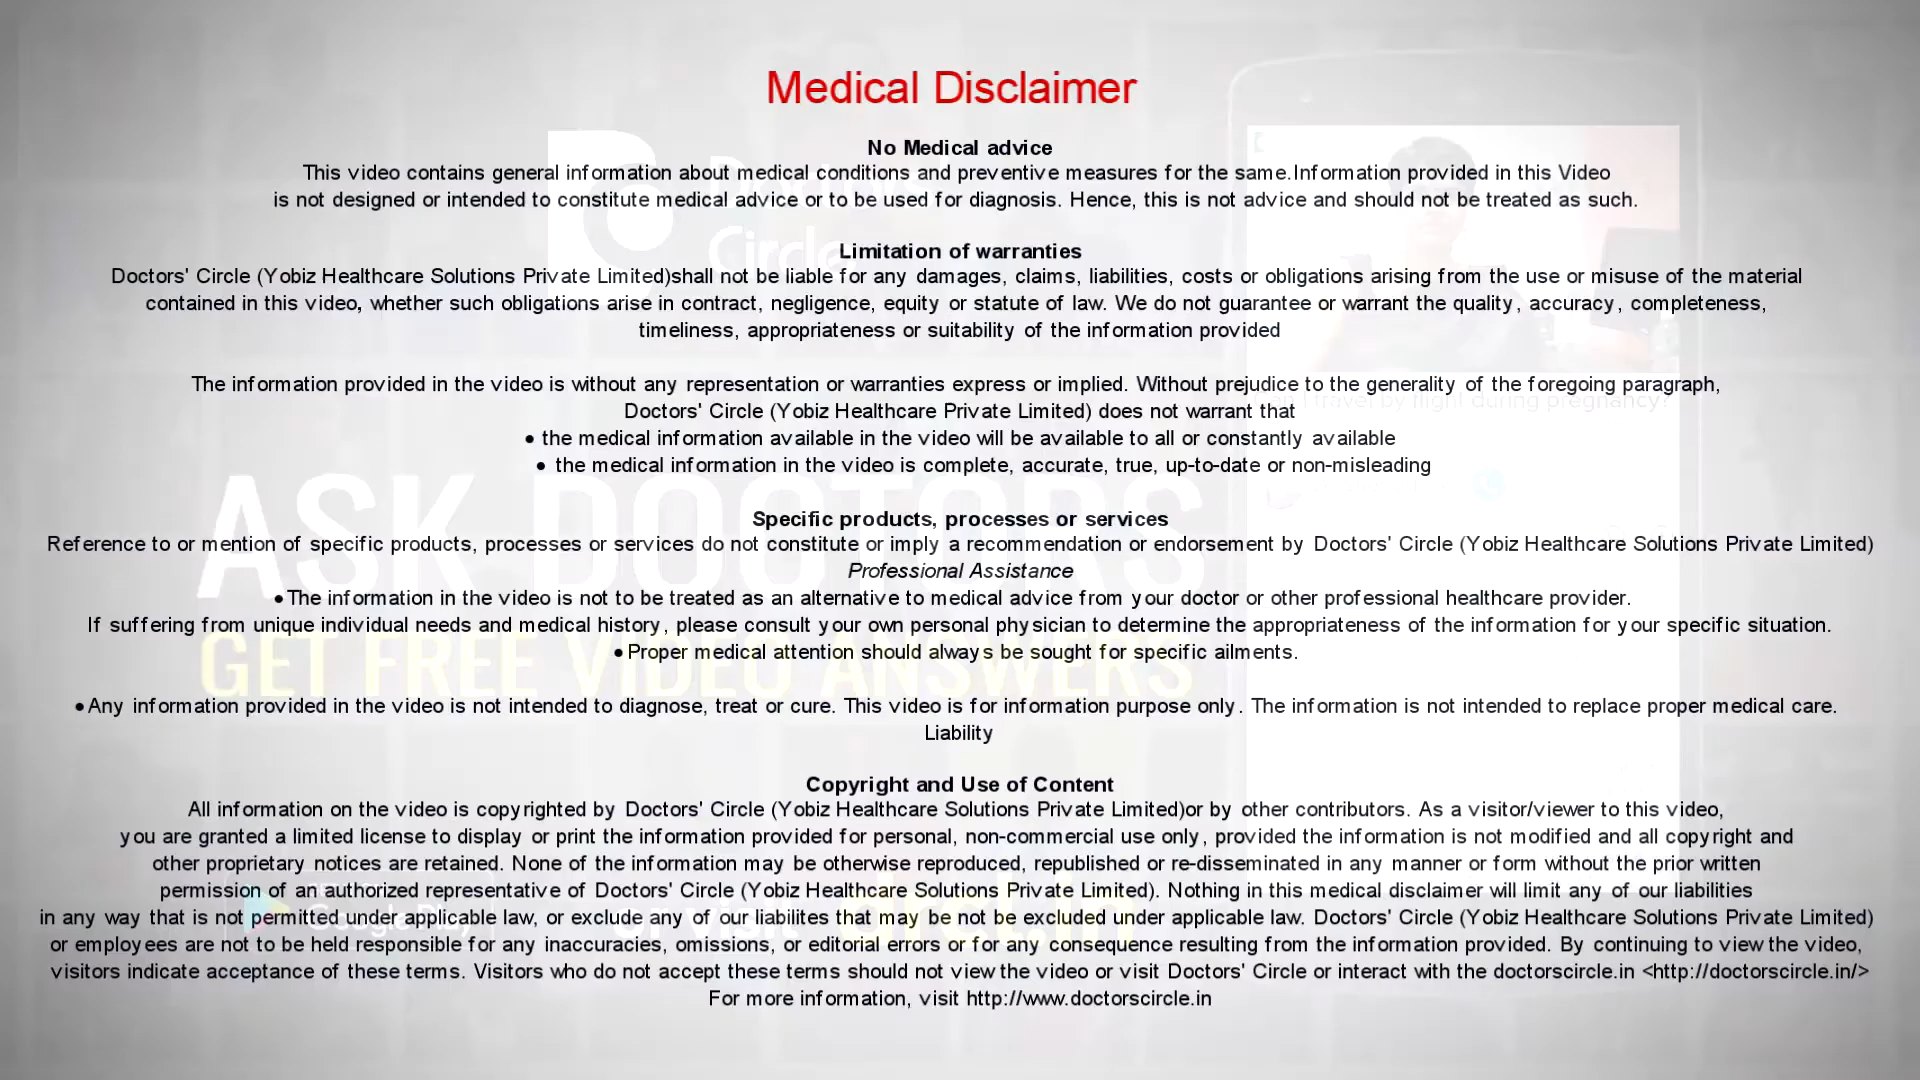 Medical Disclaimer
No Medical advice
This video contains general information about medical conditions and preventive measures for the same.Information provided in this Video
is not designed or intended to constitute medical advice or to be used for diagnosis. Hence, this is not advice and should not be treated as such.
Doctors'
Circle
Limitation of warranties
Doctors' Circle (Yobiz Healthcare Solutions Private Limited)shall not be liable for any damages, claims, liabilities, costs or obligations arising from the use or misuse of the material
contained in this video, whether such obligations arise in contract, negligence, equity or statute of law. We do not guarantee or warrant the quality, accuracy, completeness,
timeliness, appropriateness or suitability of the information provided
The information provided in the video is without any representation or warranties express or implied. Without prejudice to the generality of the foregoing paragraph,
Can I travel by flight during pregnancy?
Doctors' Circle (Yobiz Healthcare Private Limited) does not warrant that
• the medical information available in the video will be available to all or constantly available
• the medical information in the video is complete, accurate, true, up-to-date or non-misleading
ASK DOCTORS
Specific products, processes or services
Reference to or mention of specific products, processes or services do not constitute or imply a recommendation or endorsement by Doctors' Circle (Yobiz Healthcare Solutions Private Limited)
Professional Assistance
•The information in the video is not to be treated as an alternative to medical advice from your doctor or other professional healthcare provider.
If suffering from unique individual needs and medical history, please consult your own personal physician to determine the appropriateness of the information for your specific situation.
GET FREE VIDEO ANSWERS
•Proper medical attention should always be sought for specific ailments.
•Any information provided in the video is not intended to diagnose, treat or cure. This video is for information purpose only. The information is not intended to replace proper medical care.
Liability
Copyright and Use of Content
All information on the video is copyrighted by Doctors' Circle (Yobiz Healthcare Solutions Private Limited)or by other contributors. As a visitor/viewer to this video,
you are granted a limited license to display or print the information provided for personal, non-commercial use only, provided the information is not modified and all copyright and
other proprietary notices are retained. None of the information may be otherwise reproduced, republished or re-disseminated in any manner or form without the prior written
permission of an authorized representative of Doctors' Circle (Yobiz Healthcare Solutions Private Limited). Nothing in this medical disclaimer will limit any of our liabilities
Google Play
or visit drcl.in
in any way that is not permitted under applicable law, or exclude any of our liabilites that may be not be excluded under applicable law. Doctors' Circle (Yobiz Healthcare Solutions Private Limited)
or employees are not to be held responsible for any inaccuracies, omissions, or editorial errors or for any consequence resulting from the information provided. By continuing to view the video,
visitors indicate acceptance of these terms. Visitors who do not accept these terms should not view the video or visit Doctors' Circle or interact with the doctorscircle.in <http://doctorscircle.in/>
For more information, visit http://www.doctorscircle.in